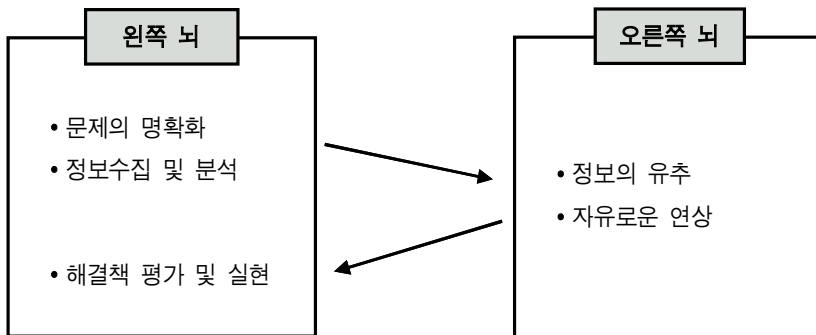 왼쪽 뇌
• 문제의 명확화
• 정보수집 및 분석
• 해결책 평가 및 실현
오른쪽 뇌
• 정보의 유추
• 자유로운 연상